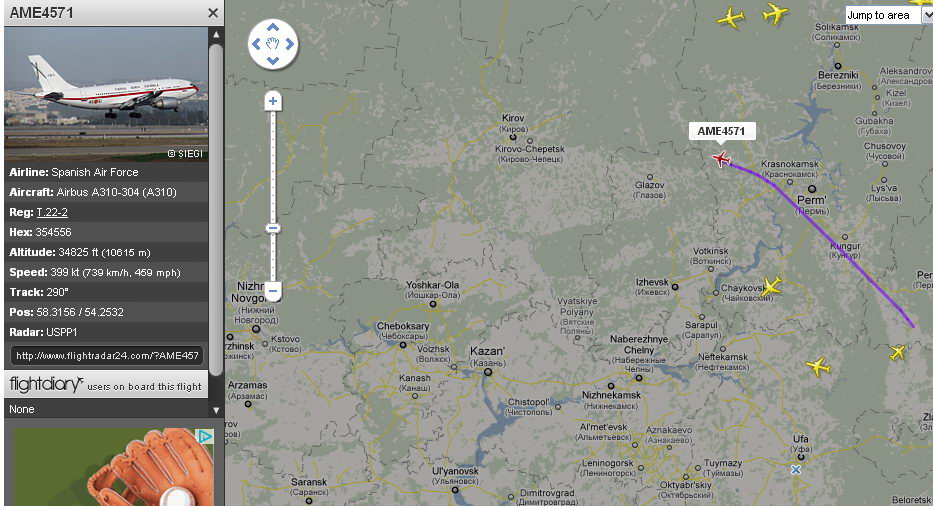 AME4571
© SIEGI
Airline: Spanish Air Force
Aircraft: Airbus A310-304 (A310)
Reg: T.22-2
Hex: 354556
Altitude: 34825 ft (10615 m)
Speed: 399 kt (739 km/h, 459 mph)
Track: 290°
Pos: 58.3156 / 54.2532
Radar: USPP1
http://www.flightradar24.com/?AME457
flightdiary users on board this flight
None
Jump to area
Solikamsk
(Соликамск)
Berezniki
(Березники)
Aleksandrovsk
(Александровск
Kizel
(Кизел)
Gubakha
(Губаха)
Chusovoy
(Чусовой)
Lys'va
(Лысьва)
Kirov
(Киров)
Kirovo-Chepetsk
(Кирово-Чепецк)
AME4571
Krasnokamsk
(Краснокамск)
Glazov
(Глазов)
Perm'
(Пермь)
Kungur
(Кунгур)
Votkinsk
(Воткинск)
Izhevsk
(Ижевск)
Chaykovskiy
(Чайковский)
Nizhn
Novgorod
(Нижний
Новгород)
Yoshkar-Ola
(Йошкар-Ола)
Vyatskiye
Polyany
(Вятские
Поляны)
Sarapul
(Сарапул)
Cheboksary
(Чебоксары)
Kstovo
(Кстово)
Volzhsk
(Волжск)
Kazan'
(Казань)
Naberezhnye
Chelny
(Набережные
Челны)
Neftekamsk
(Нефтекамск)
Kanash
(Канаш)
Arzamas
(Арзамас)
Nizhnekamsk
(Нижнекамск)
Chistopol'
(Чистополь)
Al'met'yevsk
(Альметьевск)
Aznakaevo
(Азнакаево)
Ufa
(Уфа)
Leninogorsk
(Лениногорск)
Tuymazy
(Туймазы)
Ul'yanovsk
(Ульяновск)
Oktyabr'skiy
(Октябрьский)
Saransk
(Саранск)
Dimitrovgrad
(Димитровград)
Beloretsk